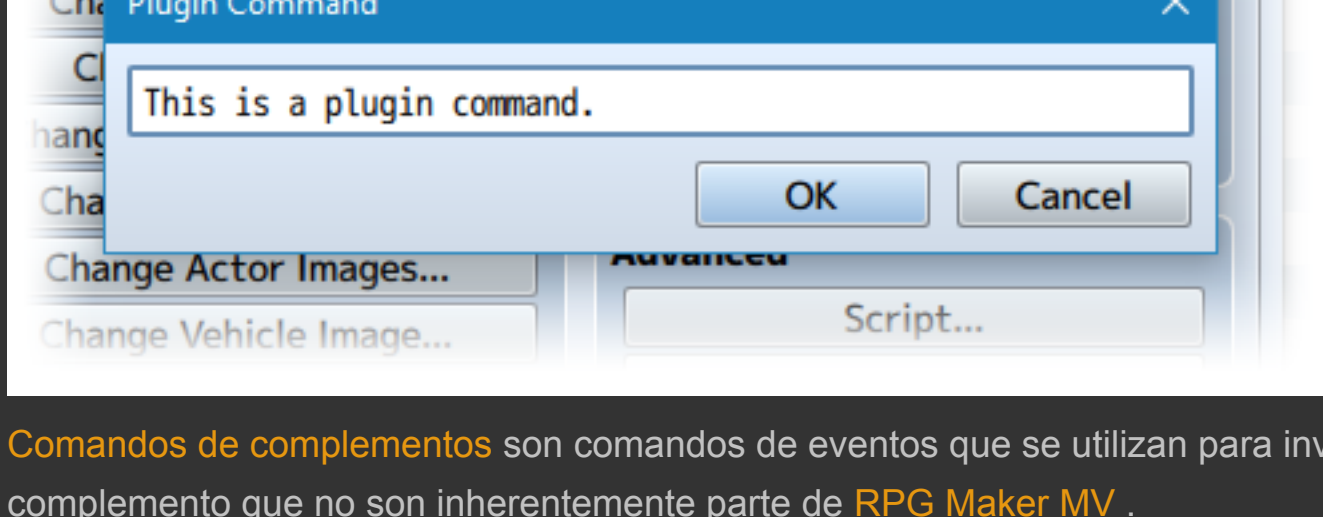 Plugin Command
This is a plugin command.
OK
Cancel
Change Actor Images...
Advanced
Script...
Change Vehicle Image...
Comandos de complementos son comandos de eventos que se utilizan para
complemento que no son inherentemente parte de RPG Maker MV .